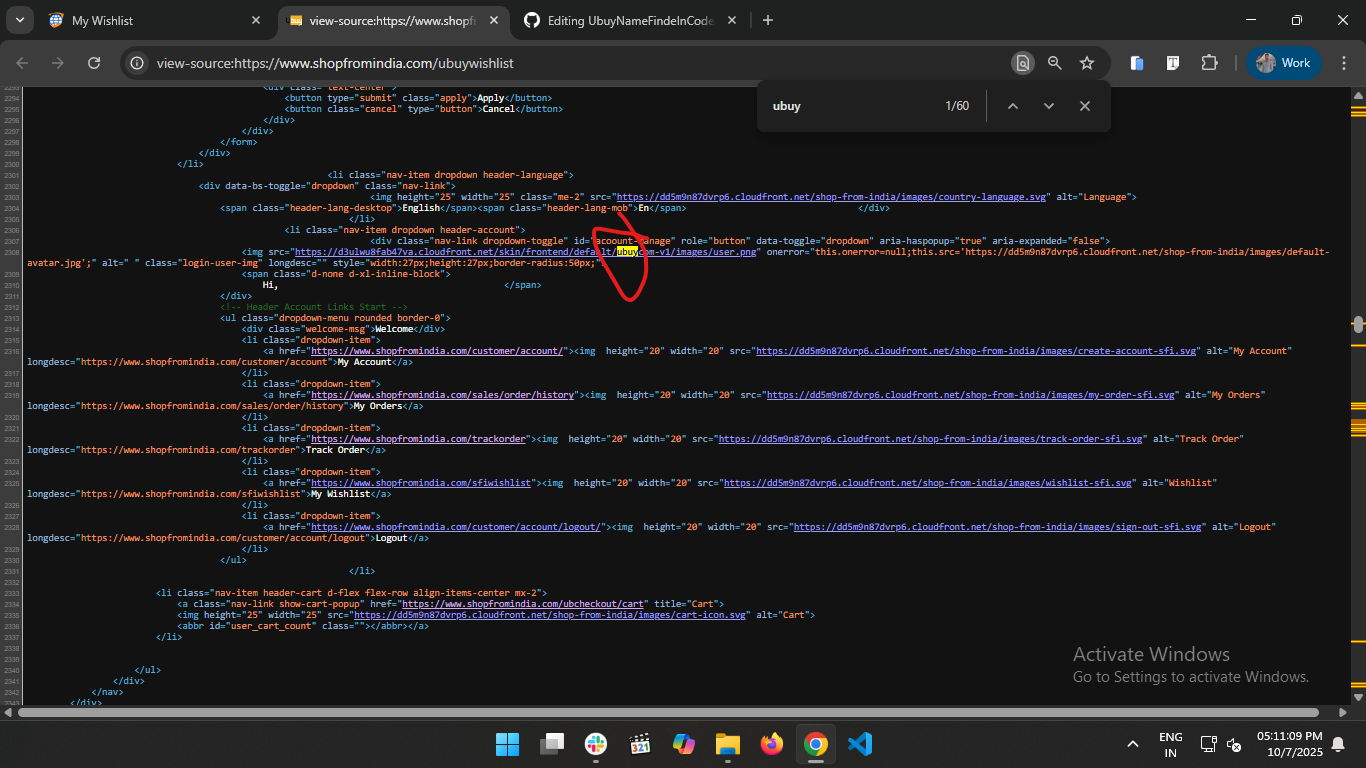 My Wishlist
view-source:https://www.shopf
Editing UbuyNameFindeInCode
view-source:https://www.shopfromindia.com/ubuywishlist
Work
ubuy
1/60
2294 <button type="submit" class="apply">Apply</button>
2295 <button class="cancel" type="button">Cancel</button>
2296 </div>
2297 </div>
2298 </form>
2299 </div>
2300 </li>
2301 <li class="nav-item dropdown header-language">
2302 <div data-bs-toggle="dropdown" class="nav-link">
2303 <img height="25" width="25" class="me-2" src="https://dd5m9n87dvrp6.cloudfront.net/shop-from-india/images/country-language.svg" alt="Language">
2304 <span class="header-lang-desktop">English</span><span class="header-lang-mob">En</span> </div>
2305 </li>
2306 <li class="nav-item dropdown header-account">
2307 <div class="nav-link dropdown-toggle" id="account-manage" role="button" data-toggle="dropdown" aria-haspopup="true" aria-expanded="false">
2308 <img src="https://d3ulwu8fab47va.cloudfront.net/skin/frontend/default/ubuycom-v1/images/user.png" onerror="this.onerror=null;this.src='https://dd5m9n87dvrp6.cloudfront.net/shop-from-india/images/default-
avatar.jpg';" alt=" " class="login-user-img" longdesc="" style="width:27px;height:27px;border-radius:50px;">
2309 <span class="d-none d-xl-inline-block">
2310 Hi, </span>
2311 </div>
2312 <!-- Header Account Links Start -->
2313 <ul class="dropdown-menu rounded border-0">
2314 <div class="welcome-msg">Welcome</div>
2315 <li class="dropdown-item">
2316 <a href="https://www.shopfromindia.com/customer/account/"><img height="20" width="20" src="https://dd5m9n87dvrp6.cloudfront.net/shop-from-india/images/create-account-sfi.svg" alt="My Account"
longdesc="https://www.shopfromindia.com/customer/account">My Account</a>
2317 </li>
2318 <li class="dropdown-item">
2319 <a href="https://www.shopfromindia.com/sales/order/history"><img height="20" width="20" src="https://dd5m9n87dvrp6.cloudfront.net/shop-from-india/images/my-order-sfi.svg" alt="My Orders"
longdesc="https://www.shopfromindia.com/sales/order/history">My Orders</a>
2320 </li>
2321 <li class="dropdown-item">
2322 <a href="https://www.shopfromindia.com/trackorder"><img height="20" width="20" src="https://dd5m9n87dvrp6.cloudfront.net/shop-from-india/images/track-order-sfi.svg" alt="Track Order"
longdesc="https://www.shopfromindia.com/trackorder">Track Order</a>
2323 </li>
2324 <li class="dropdown-item">
2325 <a href="https://www.shopfromindia.com/sfiwishlist"><img height="20" width="20" src="https://dd5m9n87dvrp6.cloudfront.net/shop-from-india/images/wishlist-sfi.svg" alt="Wishlist"
longdesc="https://www.shopfromindia.com/sfiwishlist">My Wishlist</a>
2326 </li>
2327 <li class="dropdown-item">
2328 <a href="https://www.shopfromindia.com/customer/account/logout/"><img height="20" width="20" src="https://dd5m9n87dvrp6.cloudfront.net/shop-from-india/images/sign-out-sfi.svg" alt="Logout"
longdesc="https://www.shopfromindia.com/customer/account/logout">Logout</a>
2329 </li>
2330 </ul>
2331 </li>
2332
2333 <li class="nav-item header-cart d-flex flex-row align-items-center mx-2">
2334 <a class="nav-link show-cart-popup" href="https://www.shopfromindia.com/ubcheckout/cart" title="Cart">
2335 <img height="25" width="25" src="https://dd5m9n87dvrp6.cloudfront.net/shop-from-india/images/cart-icon.svg" alt="Cart">
2336 <abbr id="user_cart_count" class=""></abbr></a>
2337 </li>
2338
2339
2340 </ul>
2341 </div>
2342 </nav>
2343 </div>
Activate Windows
Go to Settings to activate Windows.
321
ENG
IN
05:11:09 PM
10/7/2025